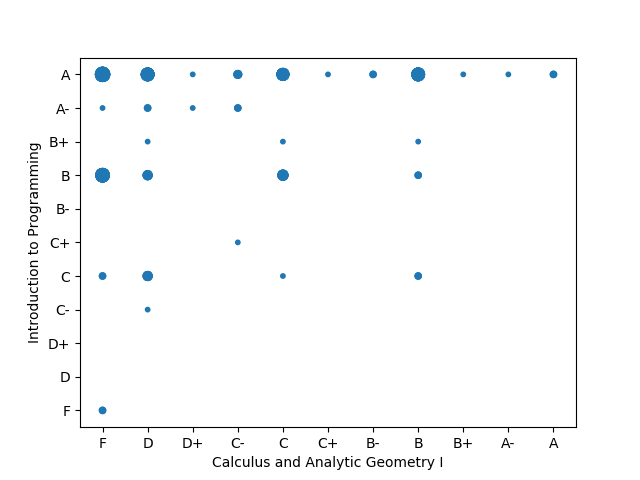 A
A-
B+
B
B-
C+
C
C-
D+
D
F
Introduction to Programming
F D D+ C- C C+ B- B B+ A- A
Calculus and Analytic Geometry I